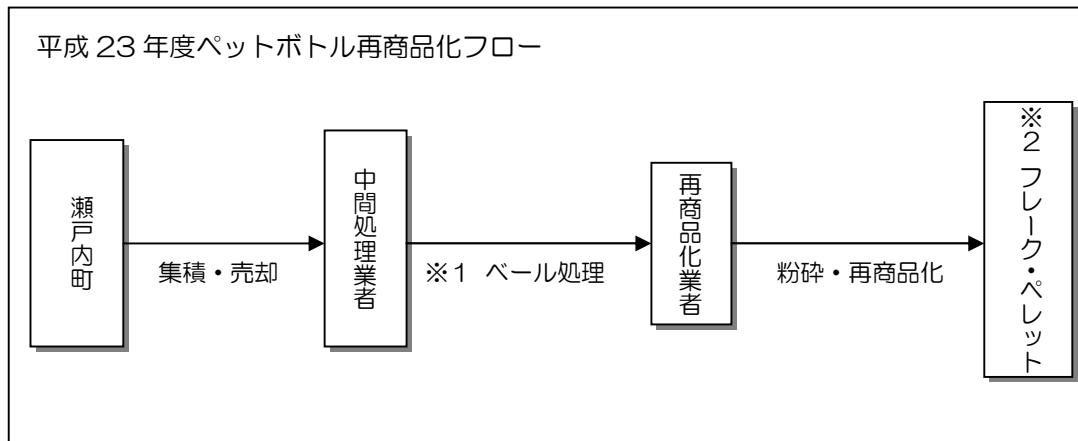 平成23年度ペットボトル再商品化フロー
瀬戸内町
集積・売却
中間処理業者
※1 ベール処理
再商品化業者
粉砕・再商品化
※2 フレーク・ペレット